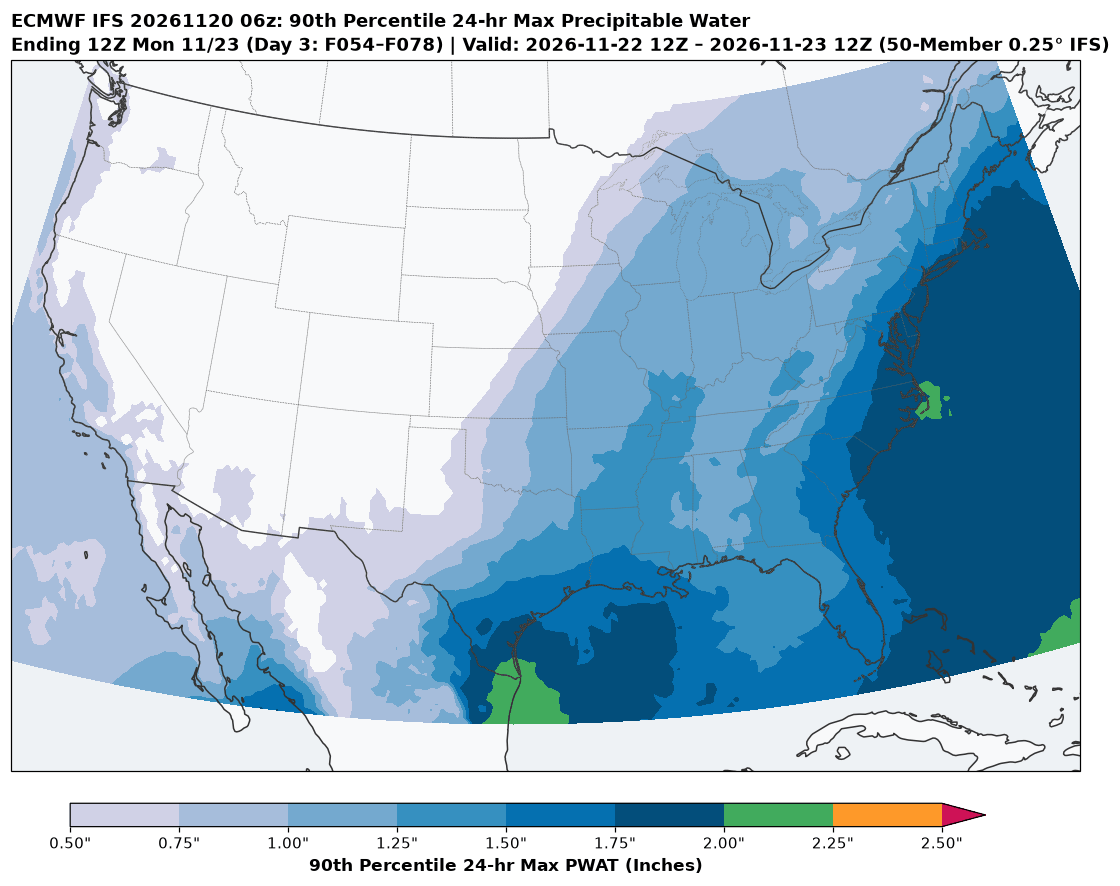 ECMWF IFS 20261120 06z: 90th Percentile 24-hr Max Precipitable Water
Ending 12Z Mon 11/23 (Day 3: F054–F078) | Valid: 2026-11-22 12Z – 2026-11-23 12Z (50-Member 0.25° IFS)
0.50" 0.75" 1.00" 1.25" 1.50" 1.75" 2.00" 2.25" 2.50"
90th Percentile 24-hr Max PWAT (Inches)